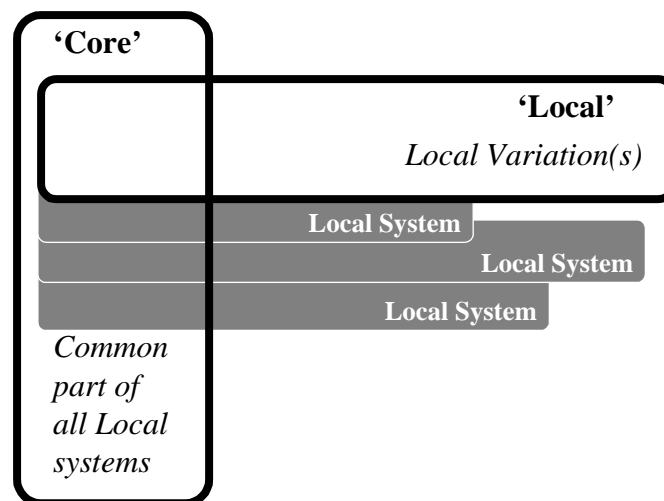 ‘Core’
‘Local’
Local Variation(s)
Local System
Local System
Local System
Common
part of
all Local
systems